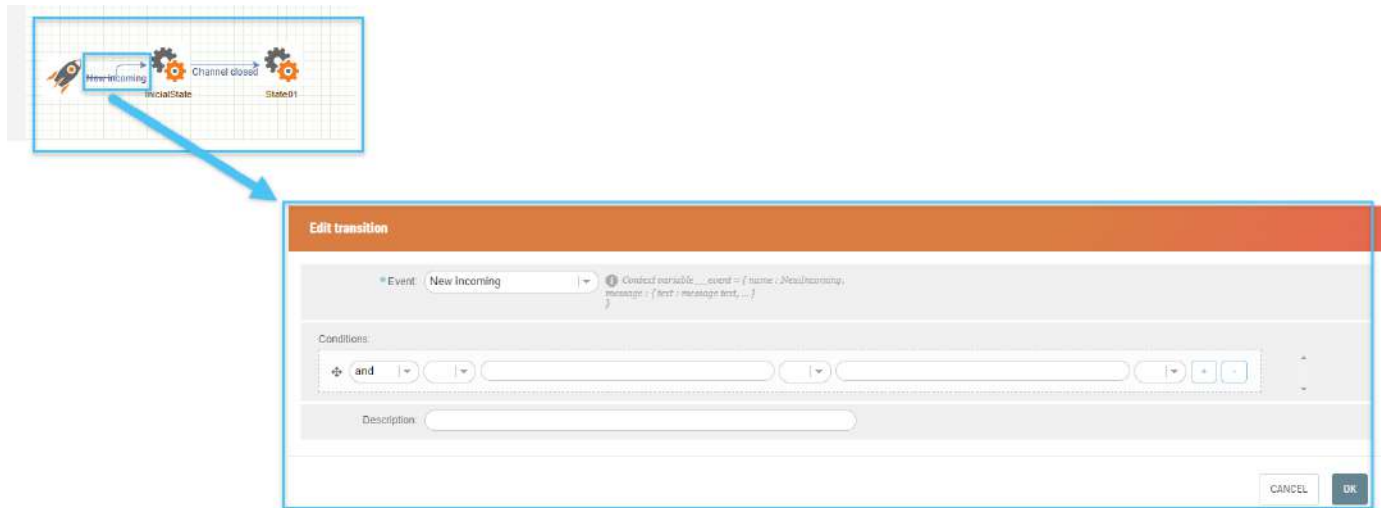 New incoming
Channel closed
InicialState
State01
Edit transition
* Event: New incoming
Context variable __event = { name : NewIncoming,
message : { text : message text, ... }
}
Conditions:
and
+ -
Description:
CANCEL OK